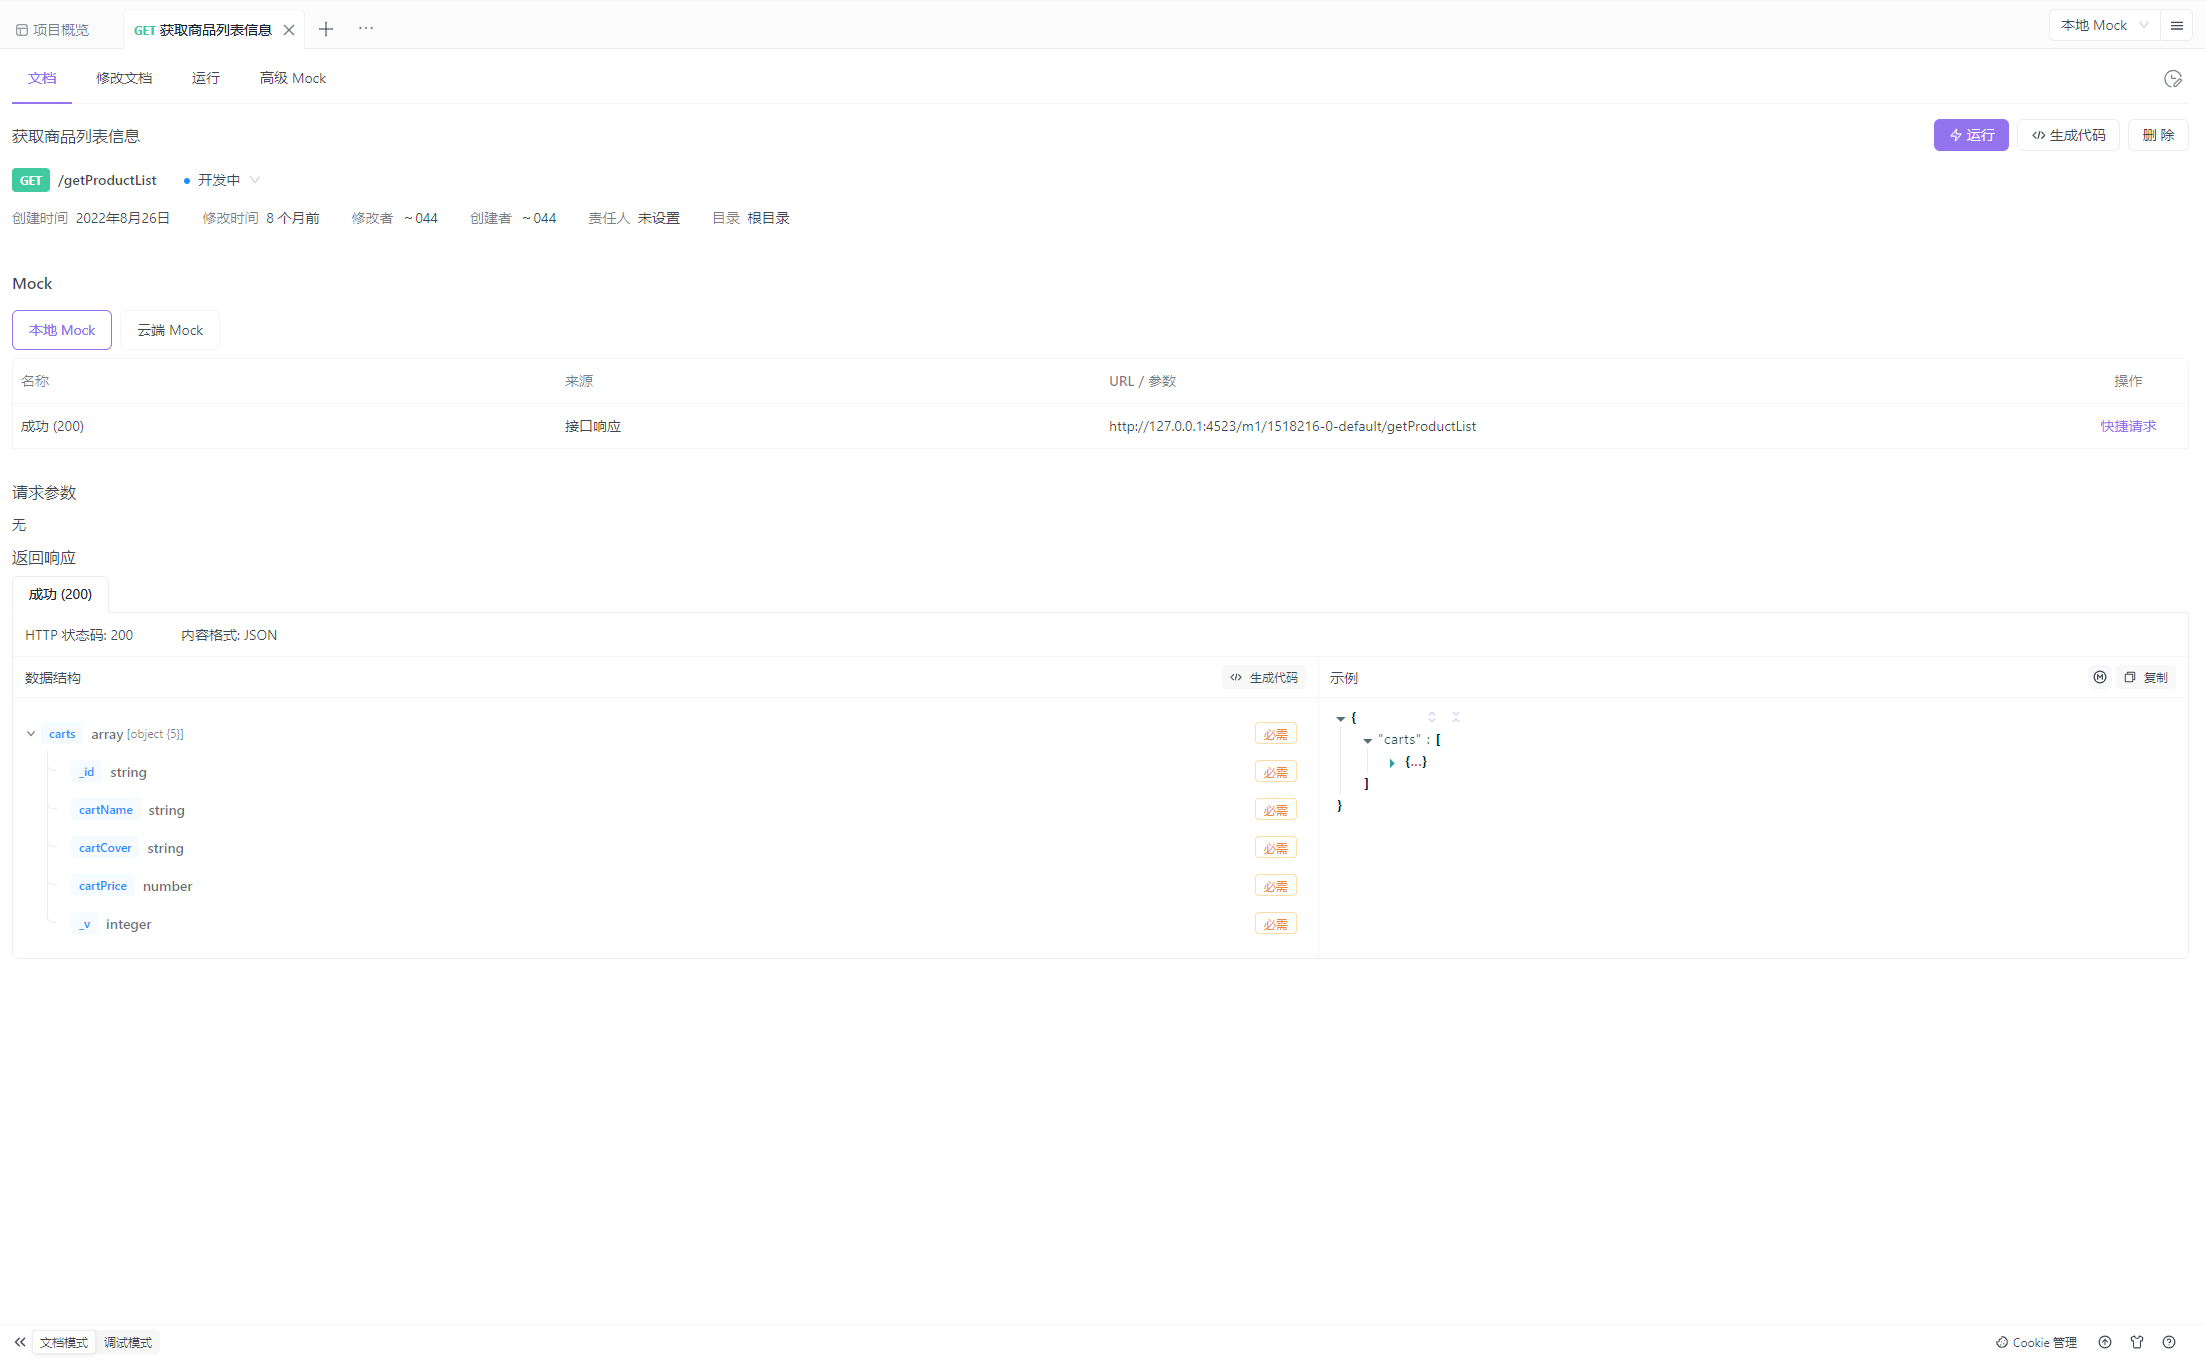 项目概览
GET 获取商品列表信息
本地 Mock
文档 修改文档 运行 高级 Mock
获取商品列表信息
运行 生成代码 删 除
GET /getProductList 开发中
创建时间 2022年8月26日 修改时间 8 个月前 修改者 ~ 044 创建者 ~ 044 责任人 未设置 目录 根目录
Mock
本地 Mock 云端 Mock
名称 来源 URL / 参数 操作
成功 (200) 接口响应 http://127.0.0.1:4523/m1/1518216-0-default/getProductList 快捷请求
请求参数
无
返回响应
成功 (200)
HTTP 状态码: 200 内容格式: JSON
数据结构 生成代码 示例 复制
carts array [object {5}] 必需
_id string 必需
cartName string 必需
cartCover string 必需
cartPrice number 必需
_v integer 必需
{
"carts" : [
{...}
]
}
文档模式 调试模式 Cookie 管理